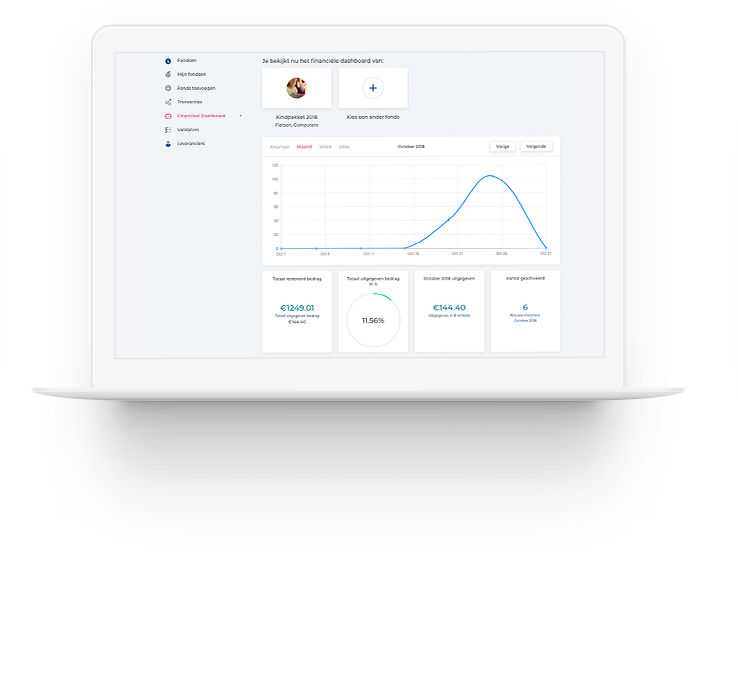 Fondsen
Mijn fondsen
Fonds toevoegen
Transacties
Financieel Dashboard
Validators
Leveranciers
Je bekijkt nu het financiële dashboard van:
Kindpakket 2018
Fietsen, Computers
Kies een ander fonds
Kwartaal Maand Week Alles
October 2018
Vorige Volgende
120
100
80
60
40
20
0
Oct 1 Oct 6 Oct 11 Oct 16 Oct 21 Oct 26 Oct 31
Totaal resterend bedrag
€1249.01
Totaal uitgegeven bedrag
€144.40
Totaal uitgegeven bedrag
in %
11.56%
October 2018 uitgegeven
€144.40
Uitgegeven in 8 winkels
Aantal geactiveerd
6
Nieuwe inwoners
October 2018